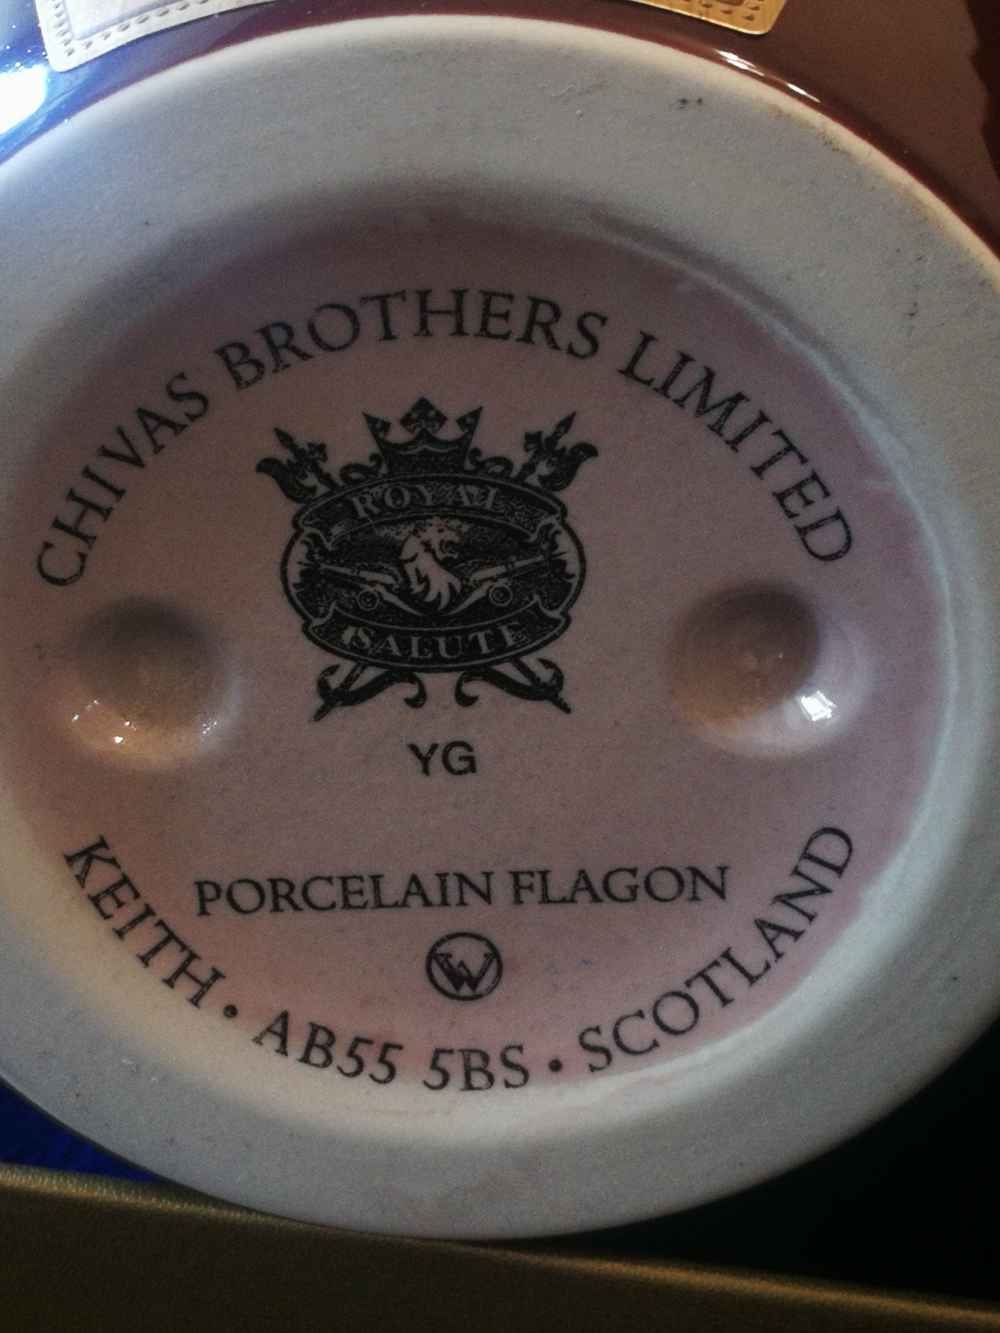 CHIVAS BROTHERS LIMITED
ROYAL
SALUTE
YG
PORCELAIN FLAGON
W
KEITH · AB55 5BS · SCOTLAND